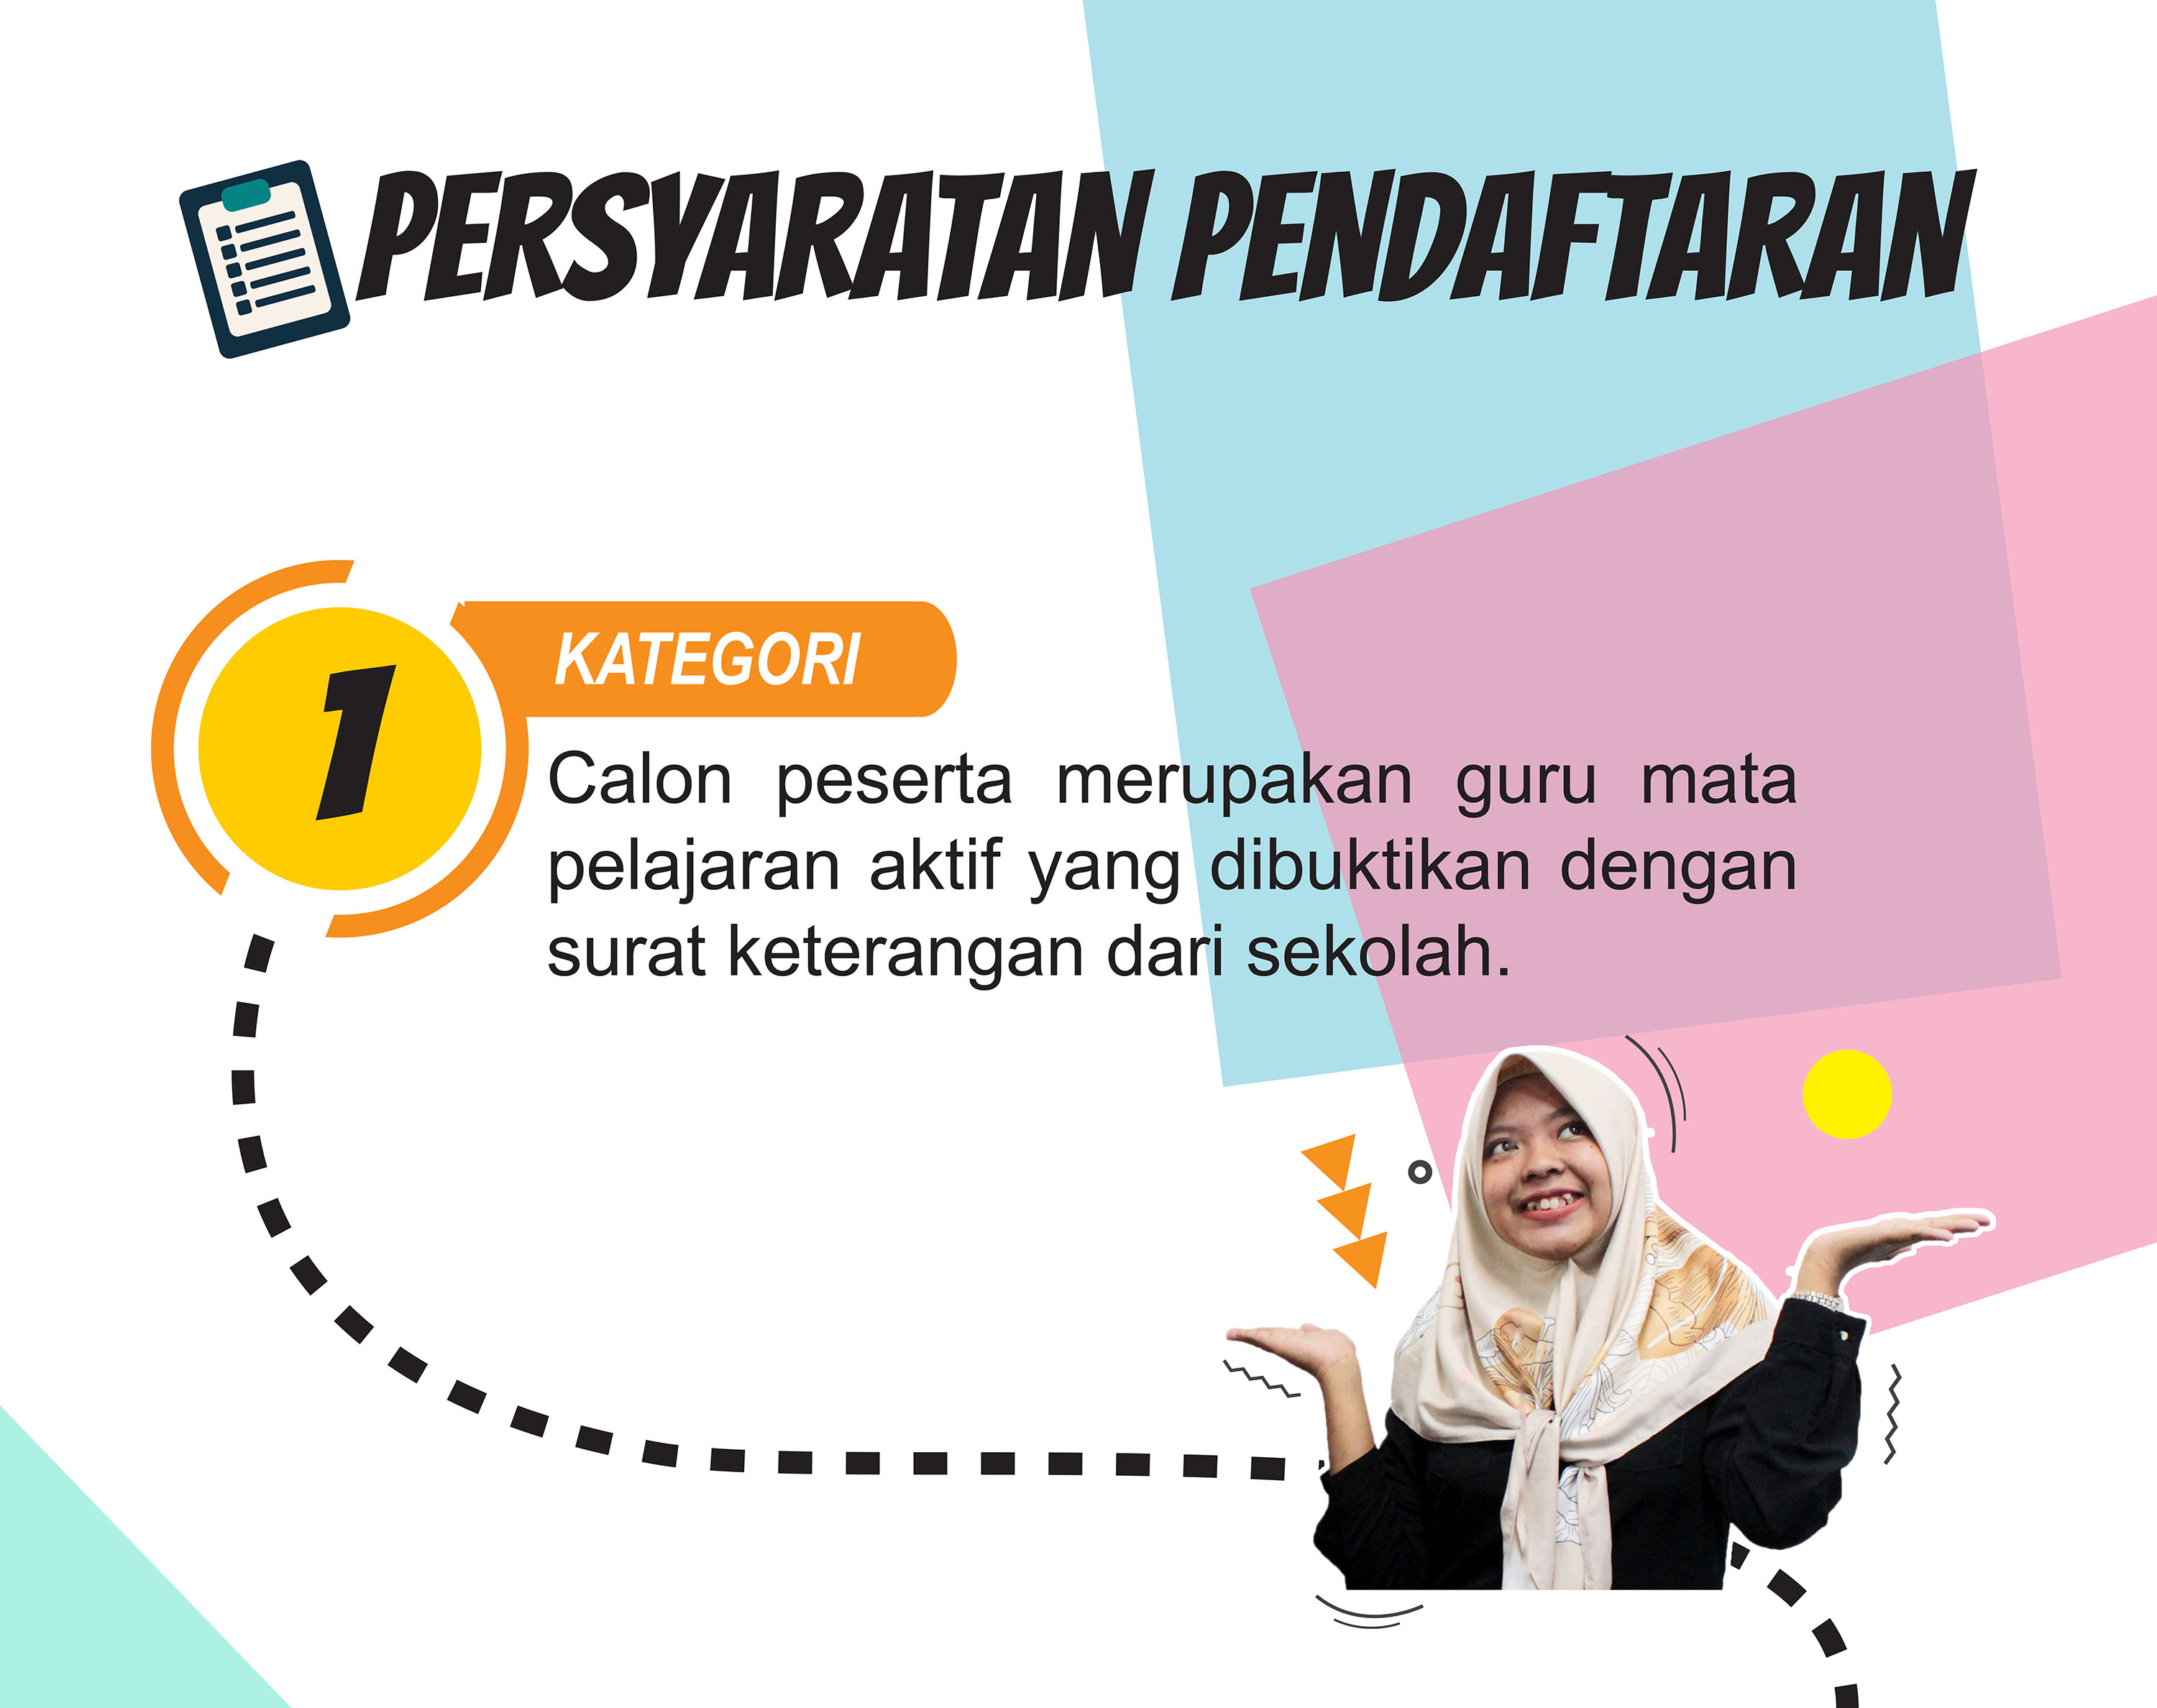 PERSYARATAN PENDAFTARAN
1
KATEGORI
Calon peserta merupakan guru mata
pelajaran aktif yang dibuktikan dengan
surat keterangan dari sekolah.